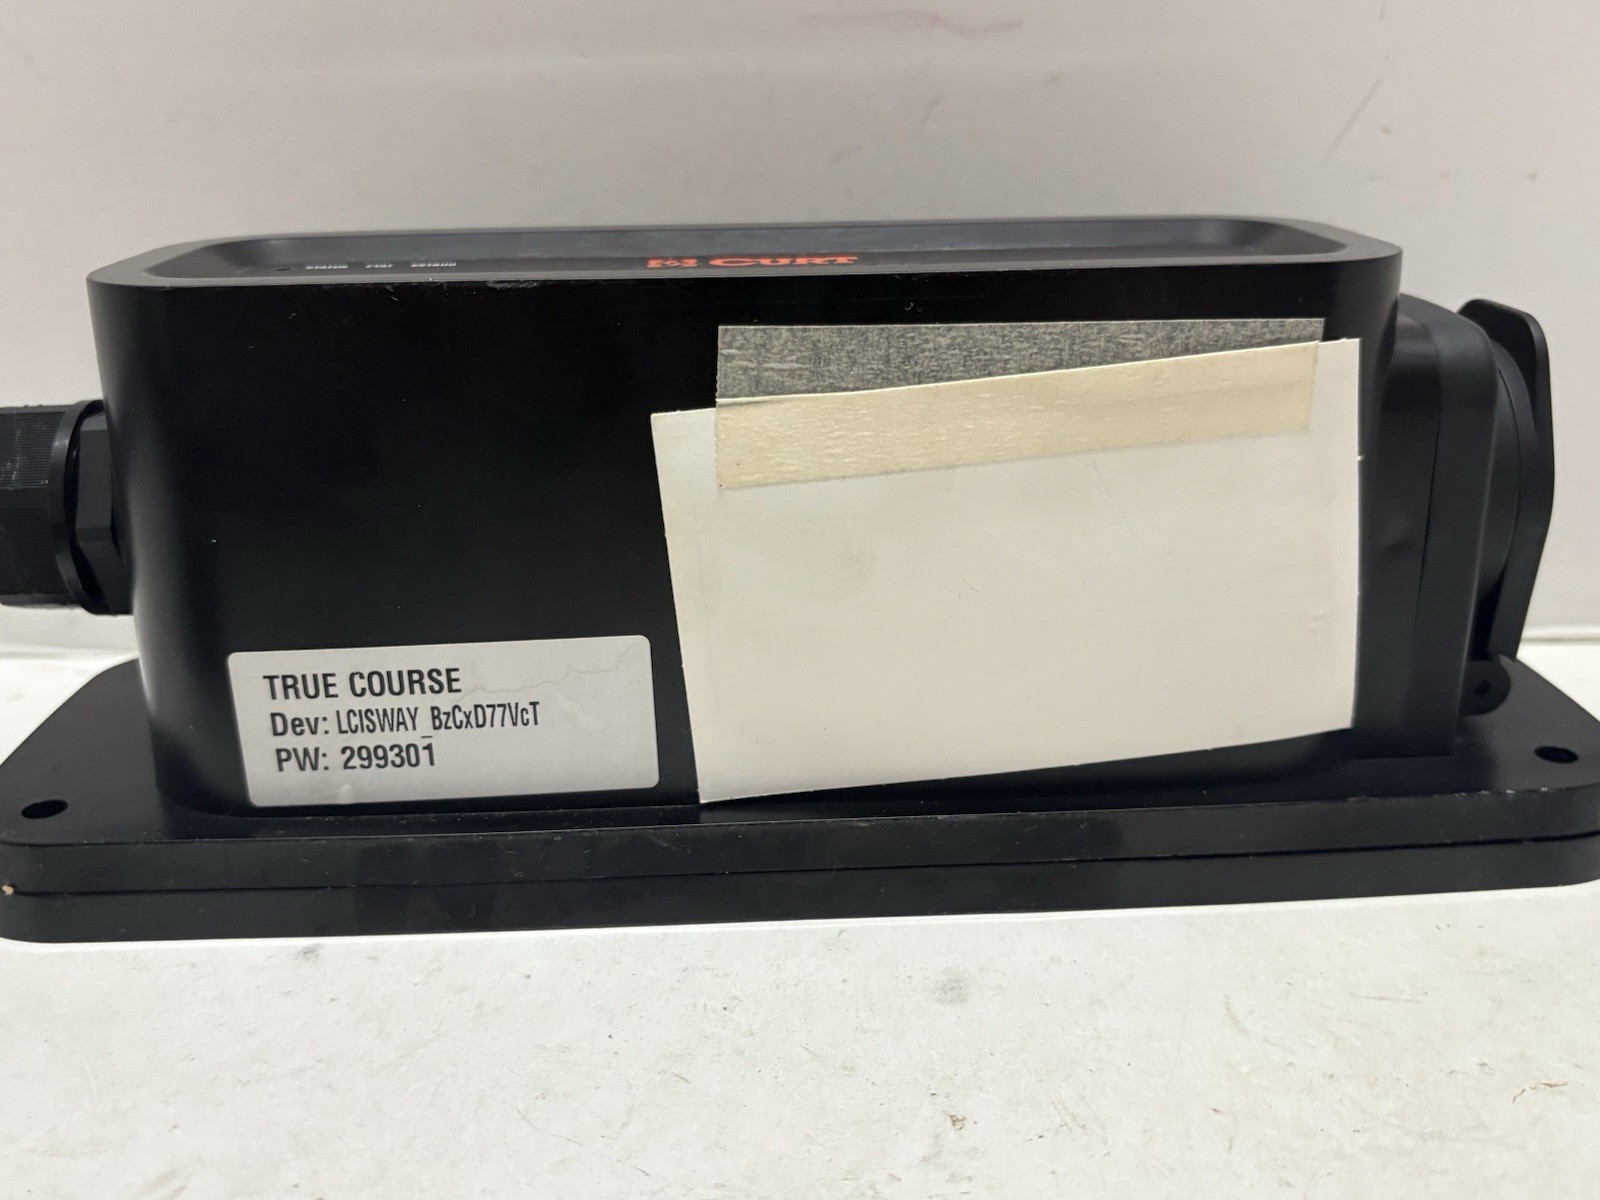 CURT
TRUE COURSE
Dev: LCISWAY_BzCxD77VcT
PW: 299301